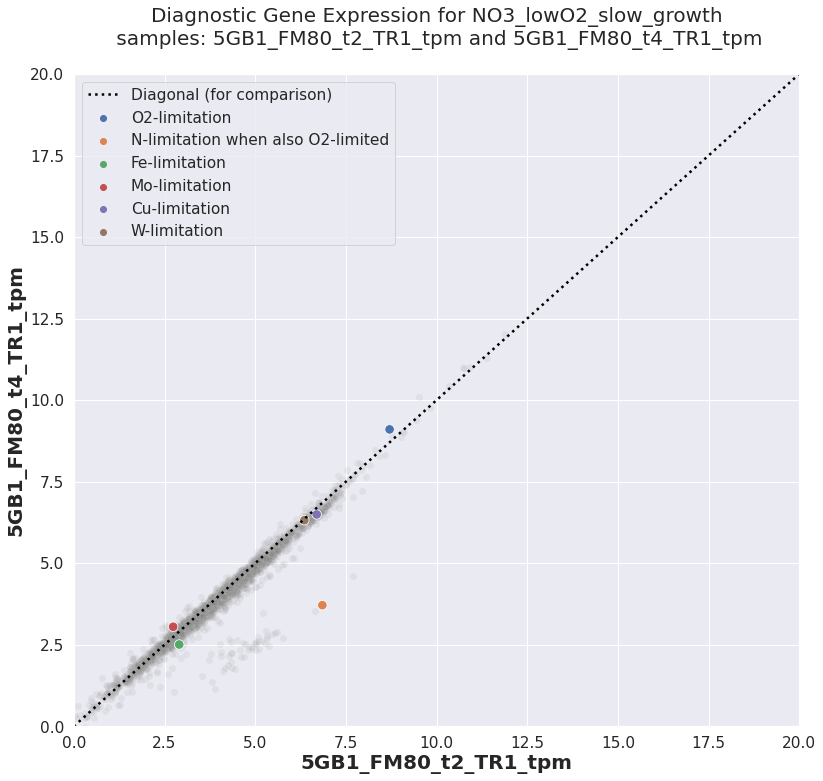 Diagnostic Gene Expression for NO3_lowO2_slow_growth
samples: 5GB1_FM80_t2_TR1_tpm and 5GB1_FM80_t4_TR1_tpm
20.0
17.5
15.0
12.5
10.0
7.5
5.0
2.5
0.0
5GB1_FM80_t4_TR1_tpm
Diagonal (for comparison)
O2-limitation
N-limitation when also O2-limited
Fe-limitation
Mo-limitation
Cu-limitation
W-limitation
0.0 2.5 5.0 7.5 10.0 12.5 15.0 17.5 20.0
5GB1_FM80_t2_TR1_tpm